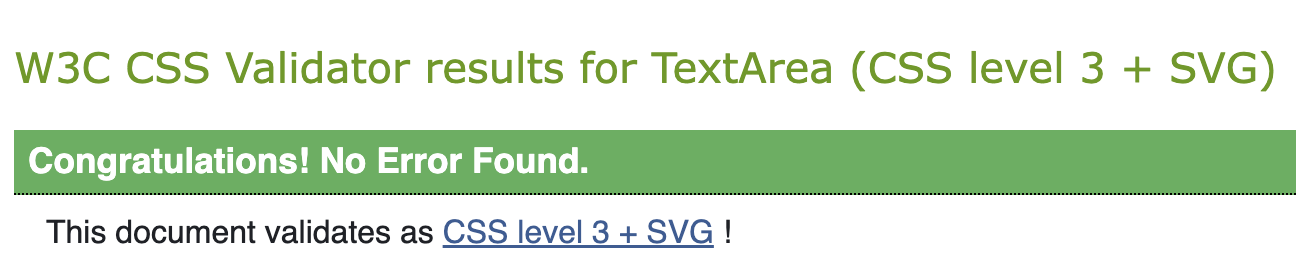 W3C CSS Validator results for TextArea (CSS level 3 + SVG)
Congratulations! No Error Found.
This document validates as CSS level 3 + SVG !